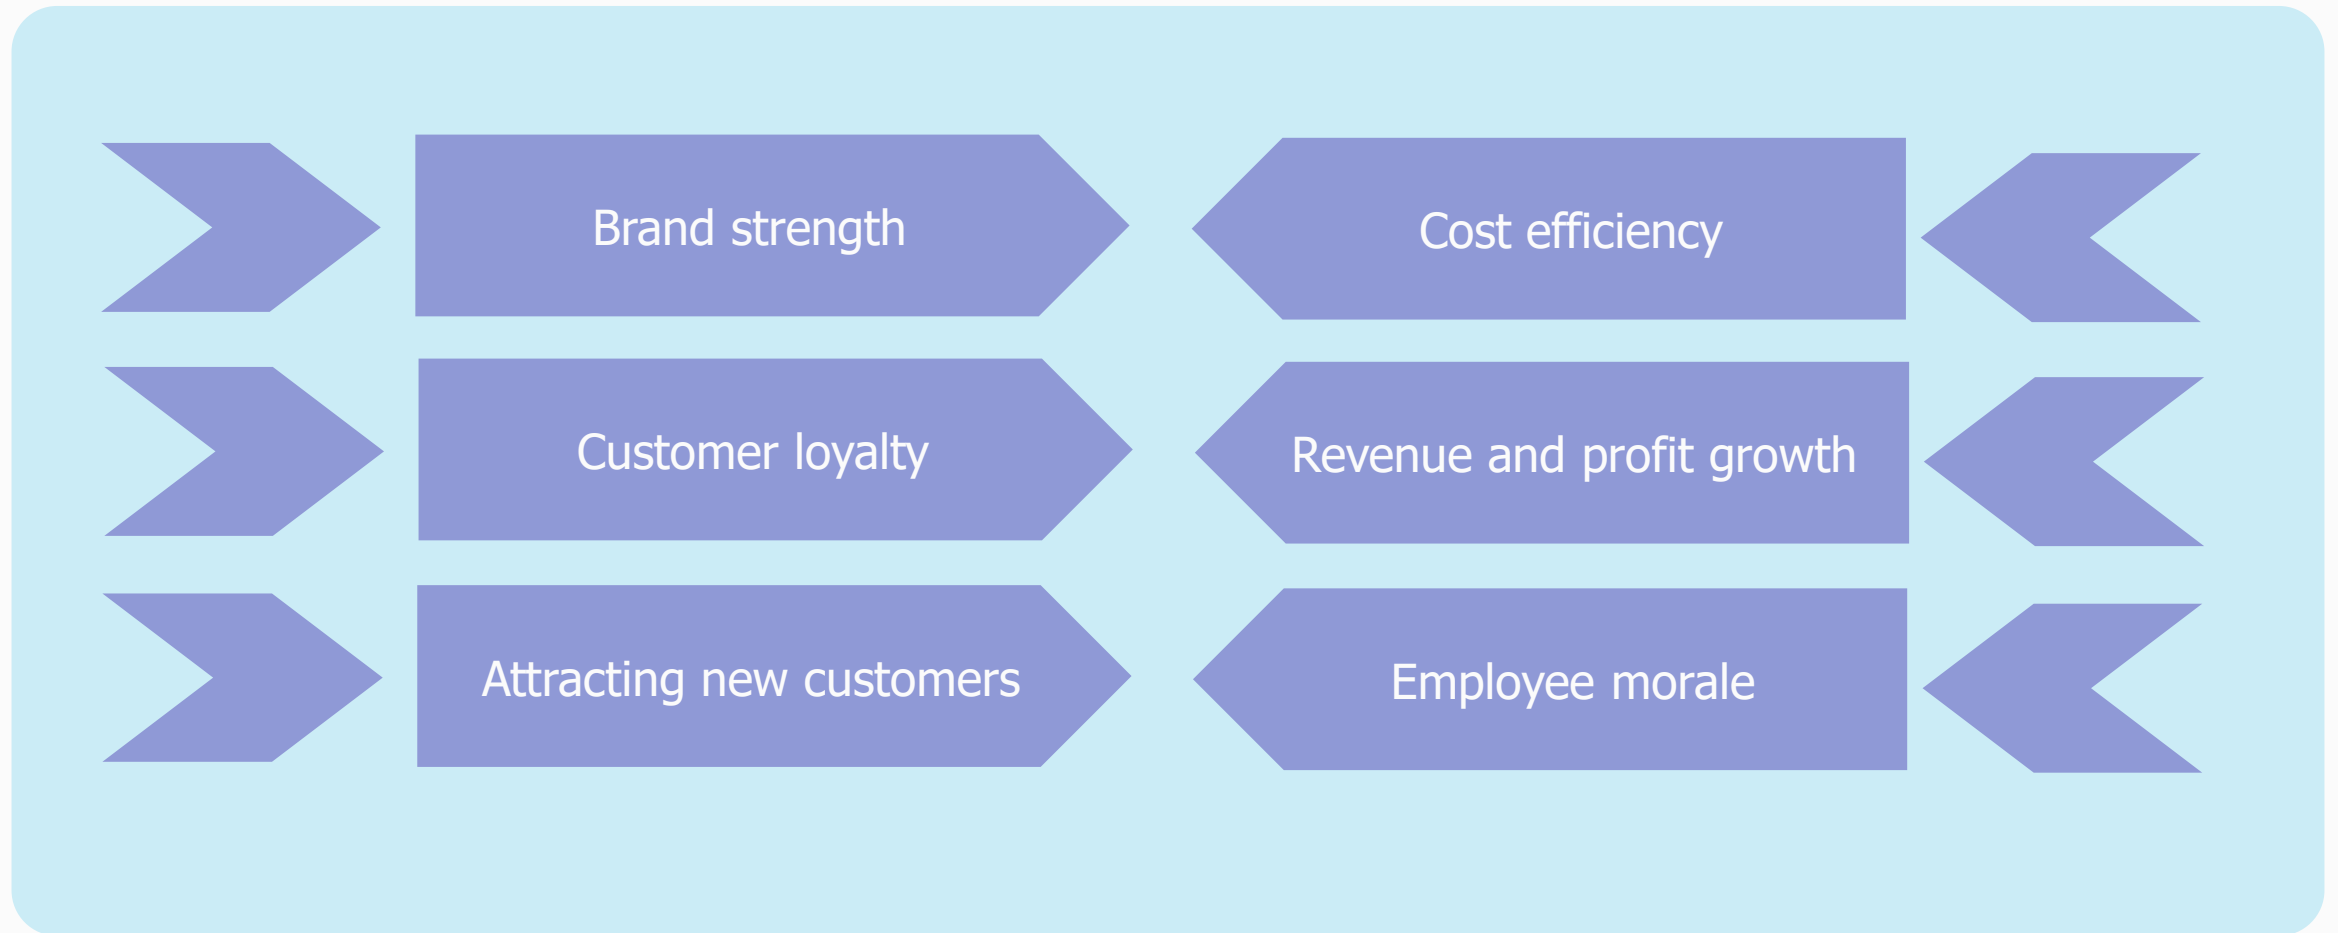 Brand strength
Cost efficiency
Customer loyalty
Revenue and profit growth
Attracting new customers
Employee morale